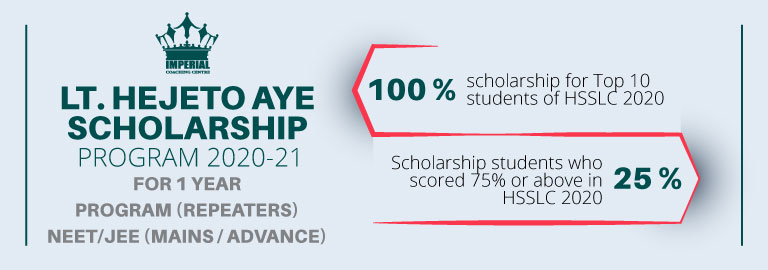 IMPERIAL
COACHING CENTRE
LT. HEJETO AYE
SCHOLARSHIP
PROGRAM 2020-21
FOR 1 YEAR
PROGRAM (REPEATERS)
NEET/JEE (MAINS / ADVANCE)
100 %
scholarship for Top 10
students of HSSLC 2020
Scholarship students who
scored 75% or above in
HSSLC 2020
25 %